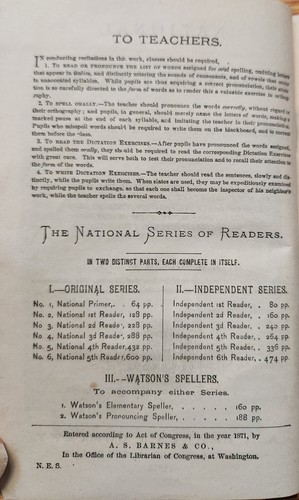 TO TEACHERS.
IN conducting recitations in this work, classes should be required,
1. TO READ OR PRONOUNCE THE LIST OF WORDS assigned for oral spelling, omitting letters
that appear in italics, and distinctly uttering the sounds of consonants, and of vowels that occur
in unaccented syllables. While pupils are thus acquiring a correct pronunciation, their attention
is so carefully directed to the form of words as to render this a valuable exercise in orthography.
2. TO SPELL ORALLY.—The teacher should pronounce the words correctly, without regard to
their orthography; and pupils, in general, should merely name the letters of words, making a
marked pause at the end of each syllable, and imitating the teacher in their pronunciation.
Pupils who misspell words should be required to write them on the blackboard, and to correct
them before the class.
3. TO READ THE DICTATION EXERCISES.—After pupils have pronounced the words assigned,
and spelled them orally, they should be required to read the corresponding Dictation Exercises
with great care. This will serve both to test their pronunciation and to recall their attention to
the form of the words.
4. TO WRITE DICTATION EXERCISES.—The teacher should read the sentences, slowly and distinctly,
while the pupils write them. When slates are used, they may be expeditiously examined
by requiring pupils to exchange, so that each one shall become the inspector of his neighbor's
work, while the teacher spells the several words.
THE NATIONAL SERIES OF READERS.
IN TWO DISTINCT PARTS, EACH COMPLETE IN ITSELF.
I.—ORIGINAL SERIES.
No. 1, National Primer, . 64 pp.
No. 2, National 1st Reader, 128 pp.
No. 3, National 2d Reader, 228 pp.
No. 4, National 3d Reader, 288 pp.
No. 5, National 4th Reader, 432 pp.
No. 6, National 5th Reader, 600 pp.
II.—INDEPENDENT SERIES.
Independent 1st Reader, . 80 pp.
Independent 2d Reader, . 160 pp.
Independent 3d Reader, . 240 pp.
Independent 4th Reader, . 264 pp.
Independent 5th Reader, . 336 pp.
Independent 6th Reader, . 474 pp.
III.--WATSON'S SPELLERS.
To accompany either Series.
1. Watson's Elementary Speller, . . . . 160 pp.
2. Watson's Pronouncing Speller, . . . 188 pp.
Entered according to Act of Congress, in the year 1871, by
A. S. BARNES & CO.,
In the Office of the Librarian of Congress, at Washington.
N. E. S.